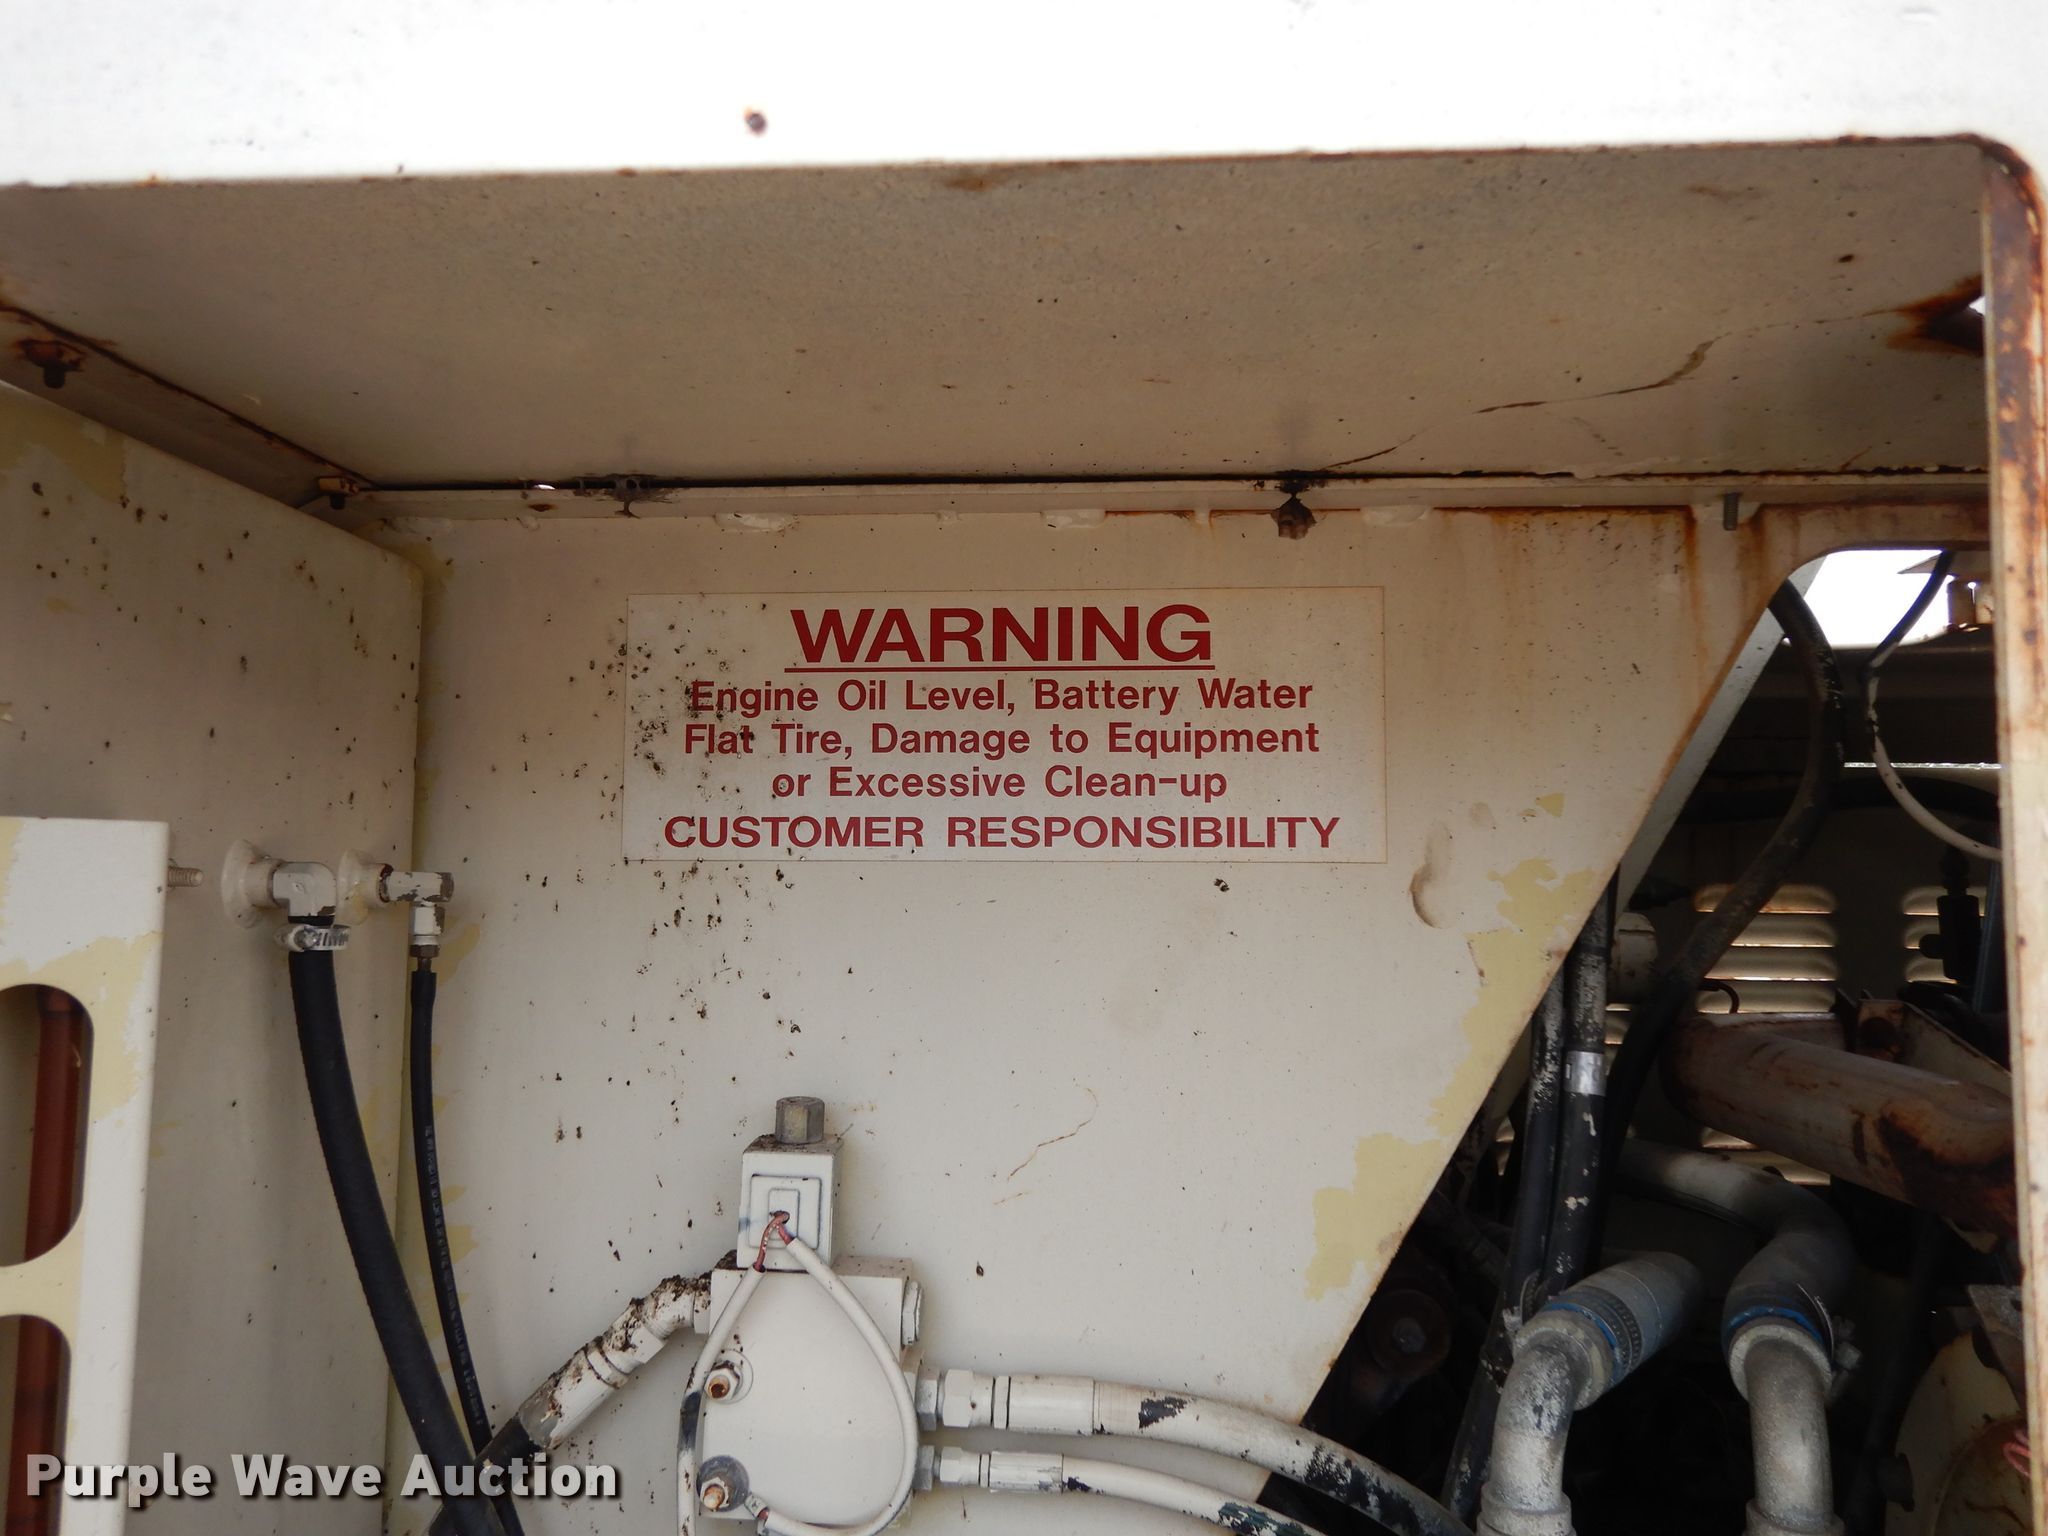 WARNING
Engine Oil Level, Battery Water
Flat Tire, Damage to Equipment
or Excessive Clean-up
CUSTOMER RESPONSIBILITY
Purple Wave Auction